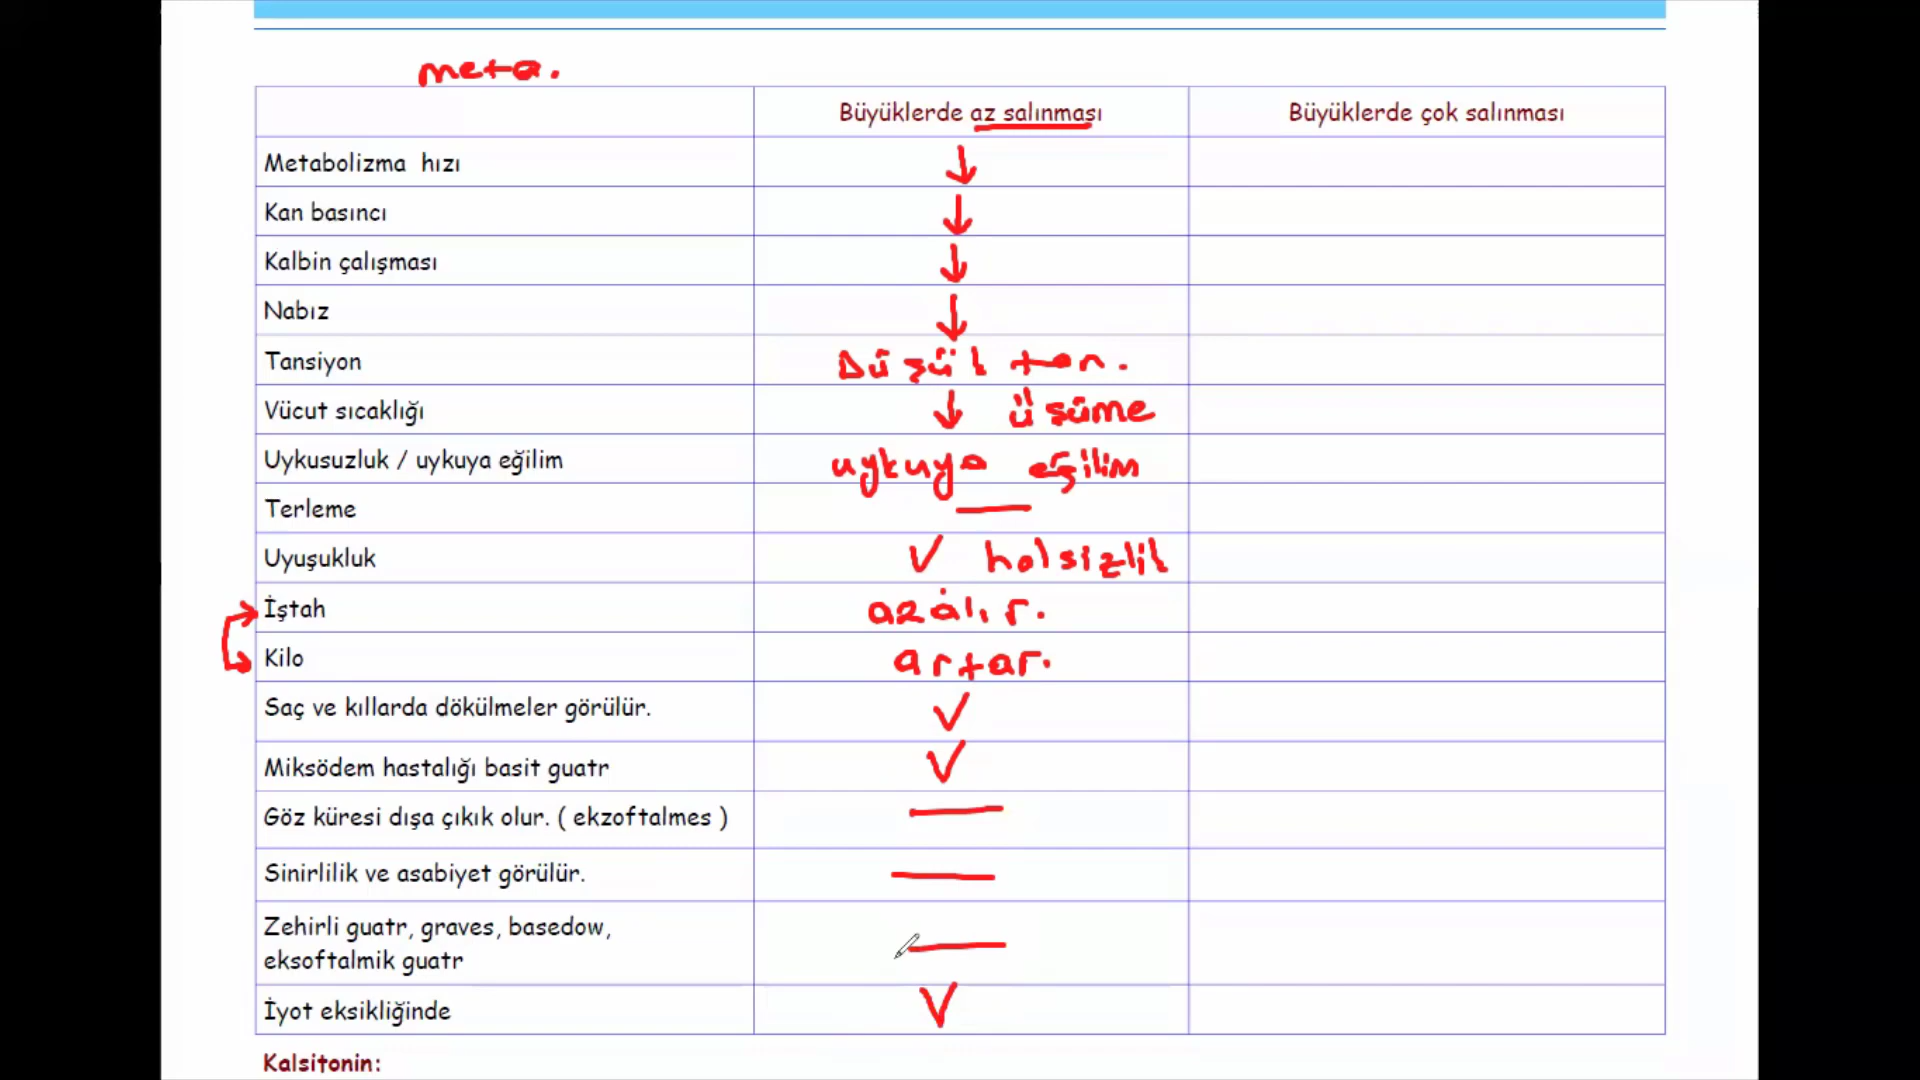 meta.
Büyüklerde az salınması Büyüklerde çok salınması
Metabolizma hızı ↓
Kan basıncı ↓
Kalbin çalışması ↓
Nabız ↓
Tansiyon Düşük tan.
Vücut sıcaklığı ↓ üşüme
Uykusuzluk / uykuya eğilim uykuya eğilim
Terleme —
Uyuşukluk ✓ halsizlik
İştah azalır.
Kilo artar.
Saç ve kıllarda dökülmeler görülür. ✓
Miksödem hastalığı basit guatr ✓
Göz küresi dışa çıkık olur. ( ekzoftalmes ) —
Sinirlilik ve asabiyet görülür. —
Zehirli guatr, graves, basedow, —
eksoftalmik guatr
İyot eksikliğinde ✓
Kalsitonin: